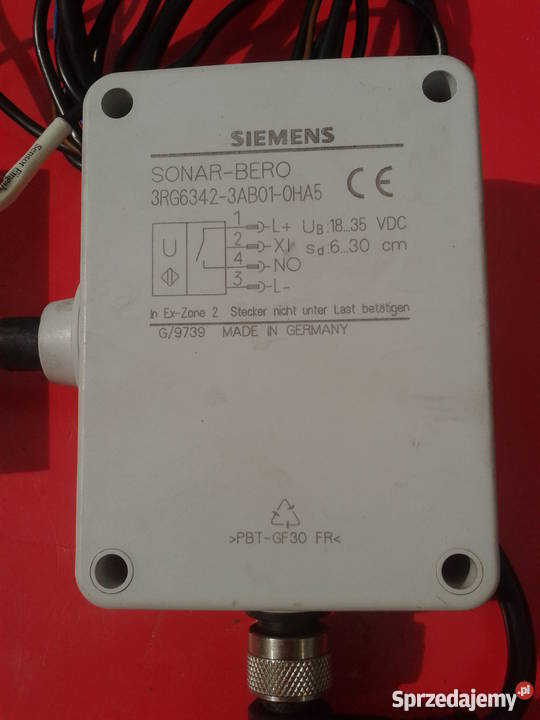 SIEMENS
SONAR-BERO
3RG6342-3AB01-0HA5 CE
1 L+ UB:18...35 VDC
2 XI sd:6...30 cm
U 4 NO
3 L-
In Ex-Zone 2 Stecker nicht unter Last betätigen
G/9739 MADE IN GERMANY
>PBT-GF30 FR<
Sensor
Sprzedajemy.pl